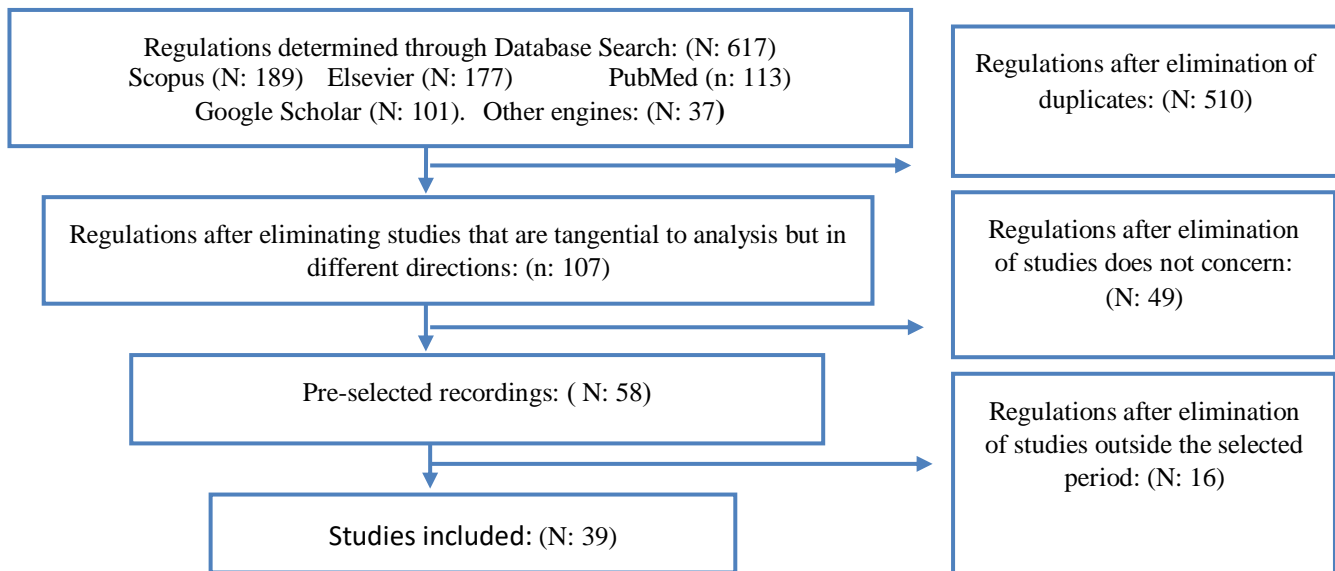 Regulations determined through Database Search: (N: 617)
Scopus (N: 189) Elsevier (N: 177) PubMed (n: 113)
Google Scholar (N: 101). Other engines: (N: 37)
Regulations after elimination of
duplicates: (N: 510)
Regulations after eliminating studies that are tangential to analysis but in
different directions: (n: 107)
Regulations after elimination
of studies does not concern:
(N: 49)
Pre-selected recordings: ( N: 58)
Regulations after elimination
of studies outside the selected
period: (N: 16)
Studies included: (N: 39)